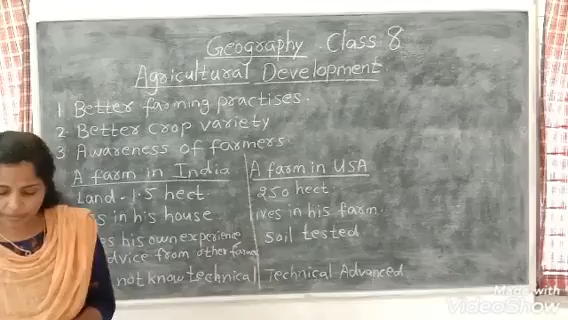 Geography . Class 8
Agricultural Development
1 Better farming practises.
2 Better crop variety
3 Awareness of farmers.
A farm in India A farm in USA
Land - 1.5 hect. 250 hect.
in his house in his farm.
his own experience soil tested
from other farmer
not know technical Technical Advanced
Made with
VideoShow